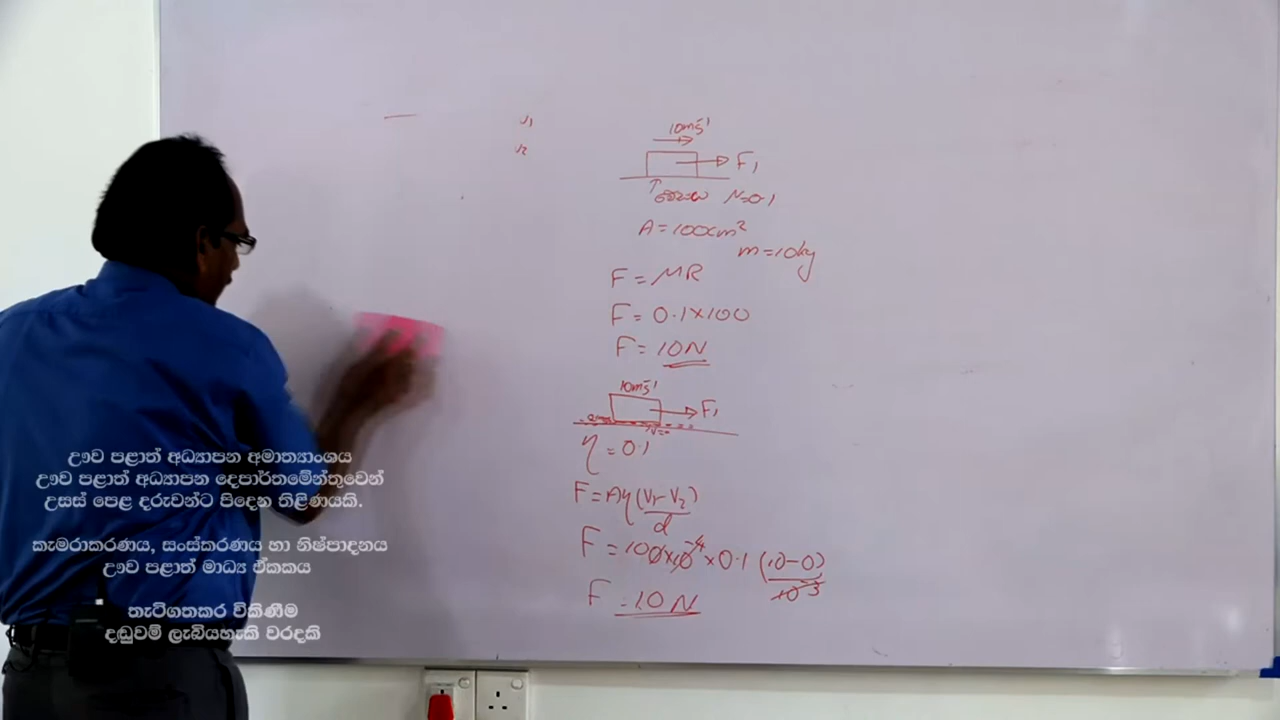 V1
V2
10ms⁻¹
F1
μ=0.1
A = 100cm²
m=10kg
F = μR
F = 0.1×100
F = 10N
10ms⁻¹
F1
η = 0.1
F = Aη (V1-V2)/d
F = 100×10⁻⁴ ×0.1 (10-0)/10⁻³
F = 10 N
ඌව පළාත් අධ්‍යාපන අමාත්‍යාංශය
ඌව පළාත් අධ්‍යාපන දෙපාර්තමේන්තුවෙන්
උසස් පෙළ දරුවන්ට පිදෙන තිළිණයකි.
කැමරාකරණය, සංස්කරණය හා නිෂ්පාදනය
ඌව පළාත් මාධ්‍ය ඒකකය
තැටිගතකර විකිණීම
දඬුවම් ලැබියහැකි වරදකි